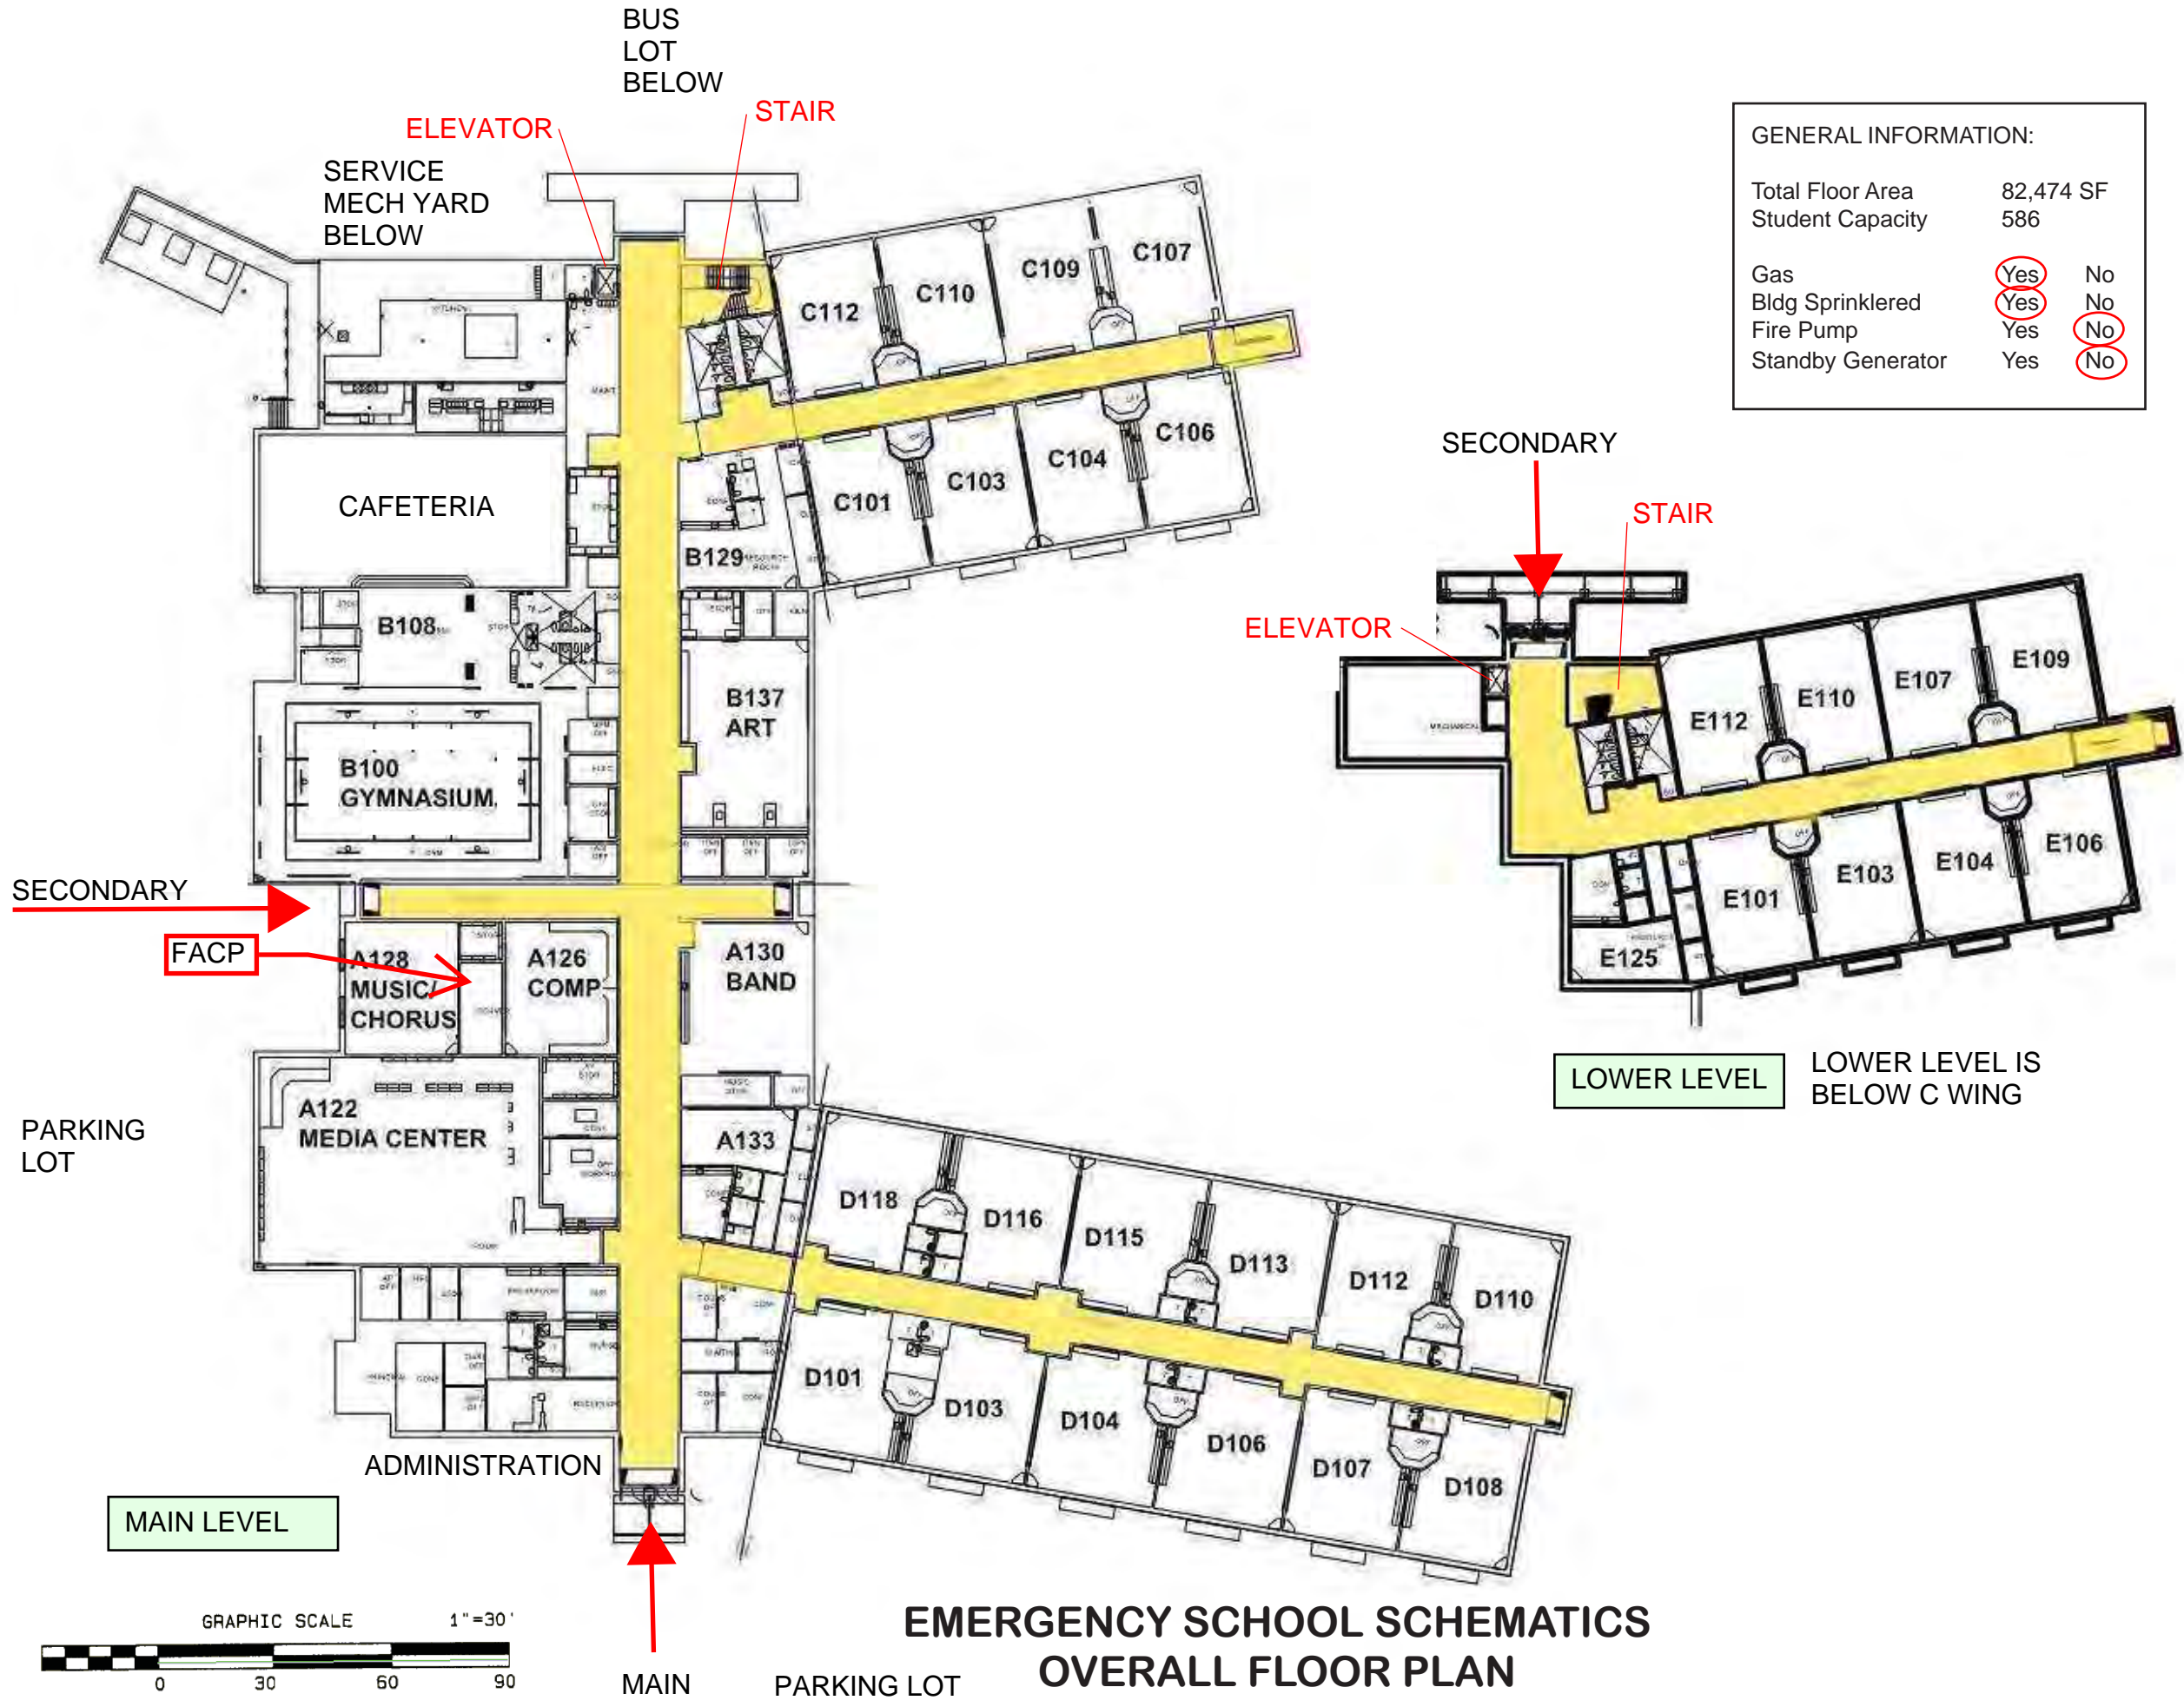 BUS
LOT
BELOW
ELEVATOR
STAIR
SERVICE
MECH YARD
BELOW
GENERAL INFORMATION:
Total Floor Area 82,474 SF
Student Capacity 586
Gas Yes No
Bldg Sprinklered Yes No
Fire Pump Yes No
Standby Generator Yes No
C112
C110
C109
C107
C101
C103
C104
C106
CAFETERIA
B129
RESOURCE
ROOM
B108
B137
ART
B100
GYMNASIUM
SECONDARY
FACP
A128
MUSIC/
CHORUS
A126
COMP
A130
BAND
A122
MEDIA CENTER
A133
PARKING
LOT
D118
D116
D115
D113
D112
D110
D101
D103
D104
D106
D107
D108
ADMINISTRATION
MAIN LEVEL
SECONDARY
STAIR
ELEVATOR
MECHANICAL
E112
E110
E107
E109
E101
E103
E104
E106
E125
LOWER LEVEL
LOWER LEVEL IS
BELOW C WING
GRAPHIC SCALE 1"=30'
0 30 60 90
MAIN
PARKING LOT
EMERGENCY SCHOOL SCHEMATICS
OVERALL FLOOR PLAN